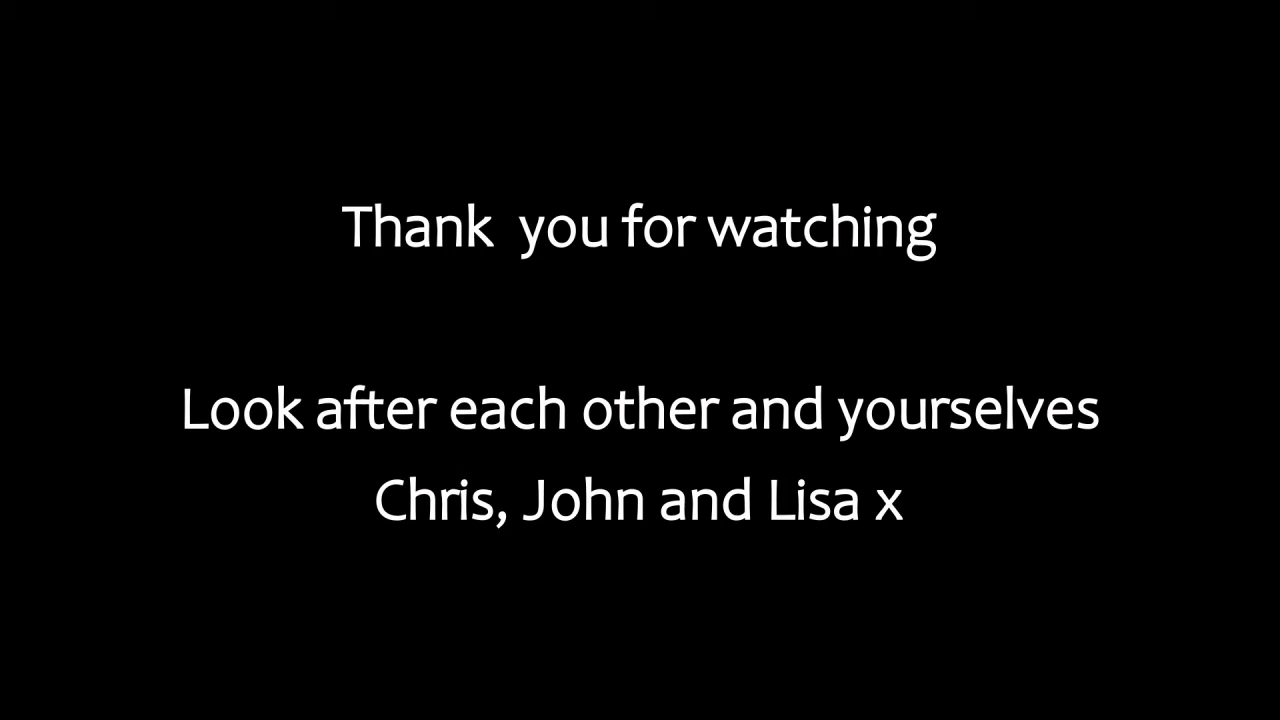 Thank  you for watching
Look after each other and yourselves
Chris, John and Lisa x